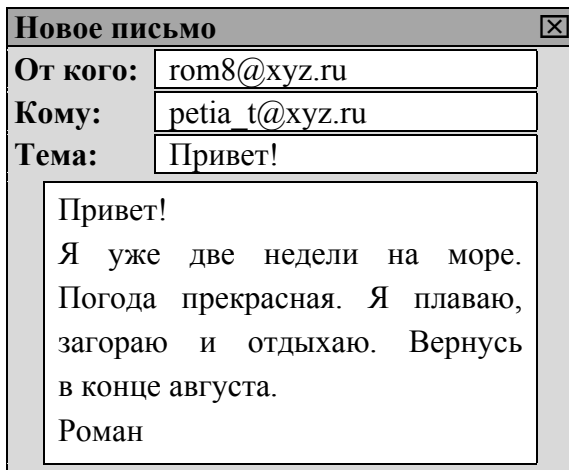 Новое письмо
От кого: rom8@xyz.ru
Кому: petia_t@xyz.ru
Тема: Привет!
Привет!
Я уже две недели на море.
Погода прекрасная. Я плаваю,
загораю и отдыхаю. Вернусь
в конце августа.
Роман